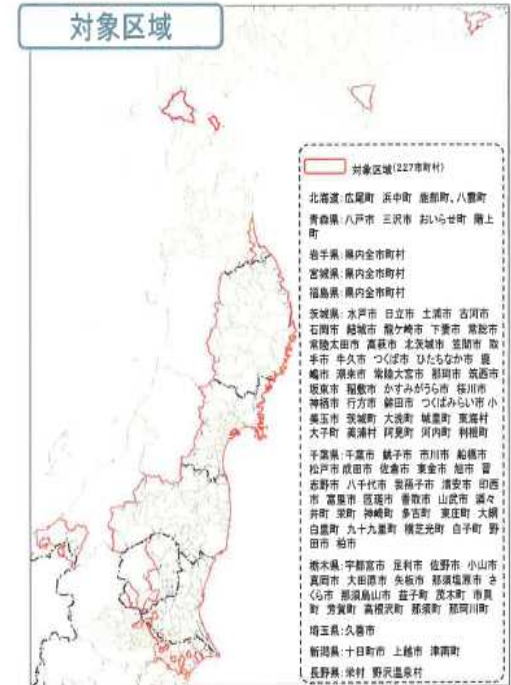 対象区域
対象区域(227市町村)
北海道:広尾町 浜中町 鹿部町、八雲町
青森県:八戸市 三沢市 おいらせ町 階上
町
岩手県:県内全市町村
宮城県:県内全市町村
福島県:県内全市町村
茨城県:水戸市 日立市 土浦市 古河市
石岡市 結城市 龍ケ崎市 下妻市 常総市
常陸太田市 高萩市 北茨城市 笠間市 取
手市 牛久市 つくば市 ひたちなか市 鹿
嶋市 潮来市 常陸大宮市 那珂市 筑西市
坂東市 稲敷市 かすみがうら市 桜川市
神栖市 行方市 鉾田市 つくばみらい市 小
美玉市 茨城町 大洗町 城里町 東海村
大子町 美浦村 阿見町 河内町 利根町
千葉県:千葉市 銚子市 市川市 船橋市
松戸市 成田市 佐倉市 東金市 旭市 習
志野市 八千代市 我孫子市 浦安市 印西
市 富里市 匝瑳市 香取市 山武市 酒々
井町 栄町 神崎町 多古町 東庄町 大網
白里町 九十九里町 横芝光町 白子町 野
田市 柏市
栃木県:宇都宮市 足利市 佐野市 小山市
真岡市 大田原市 矢板市 那須塩原市 さ
くら市 那須烏山市 益子町 茂木町 市貝
町 芳賀町 高根沢町 那須町 那珂川町
埼玉県:久喜市
新潟県:十日町市 上越市 津南町
長野県:栄村 野沢温泉村